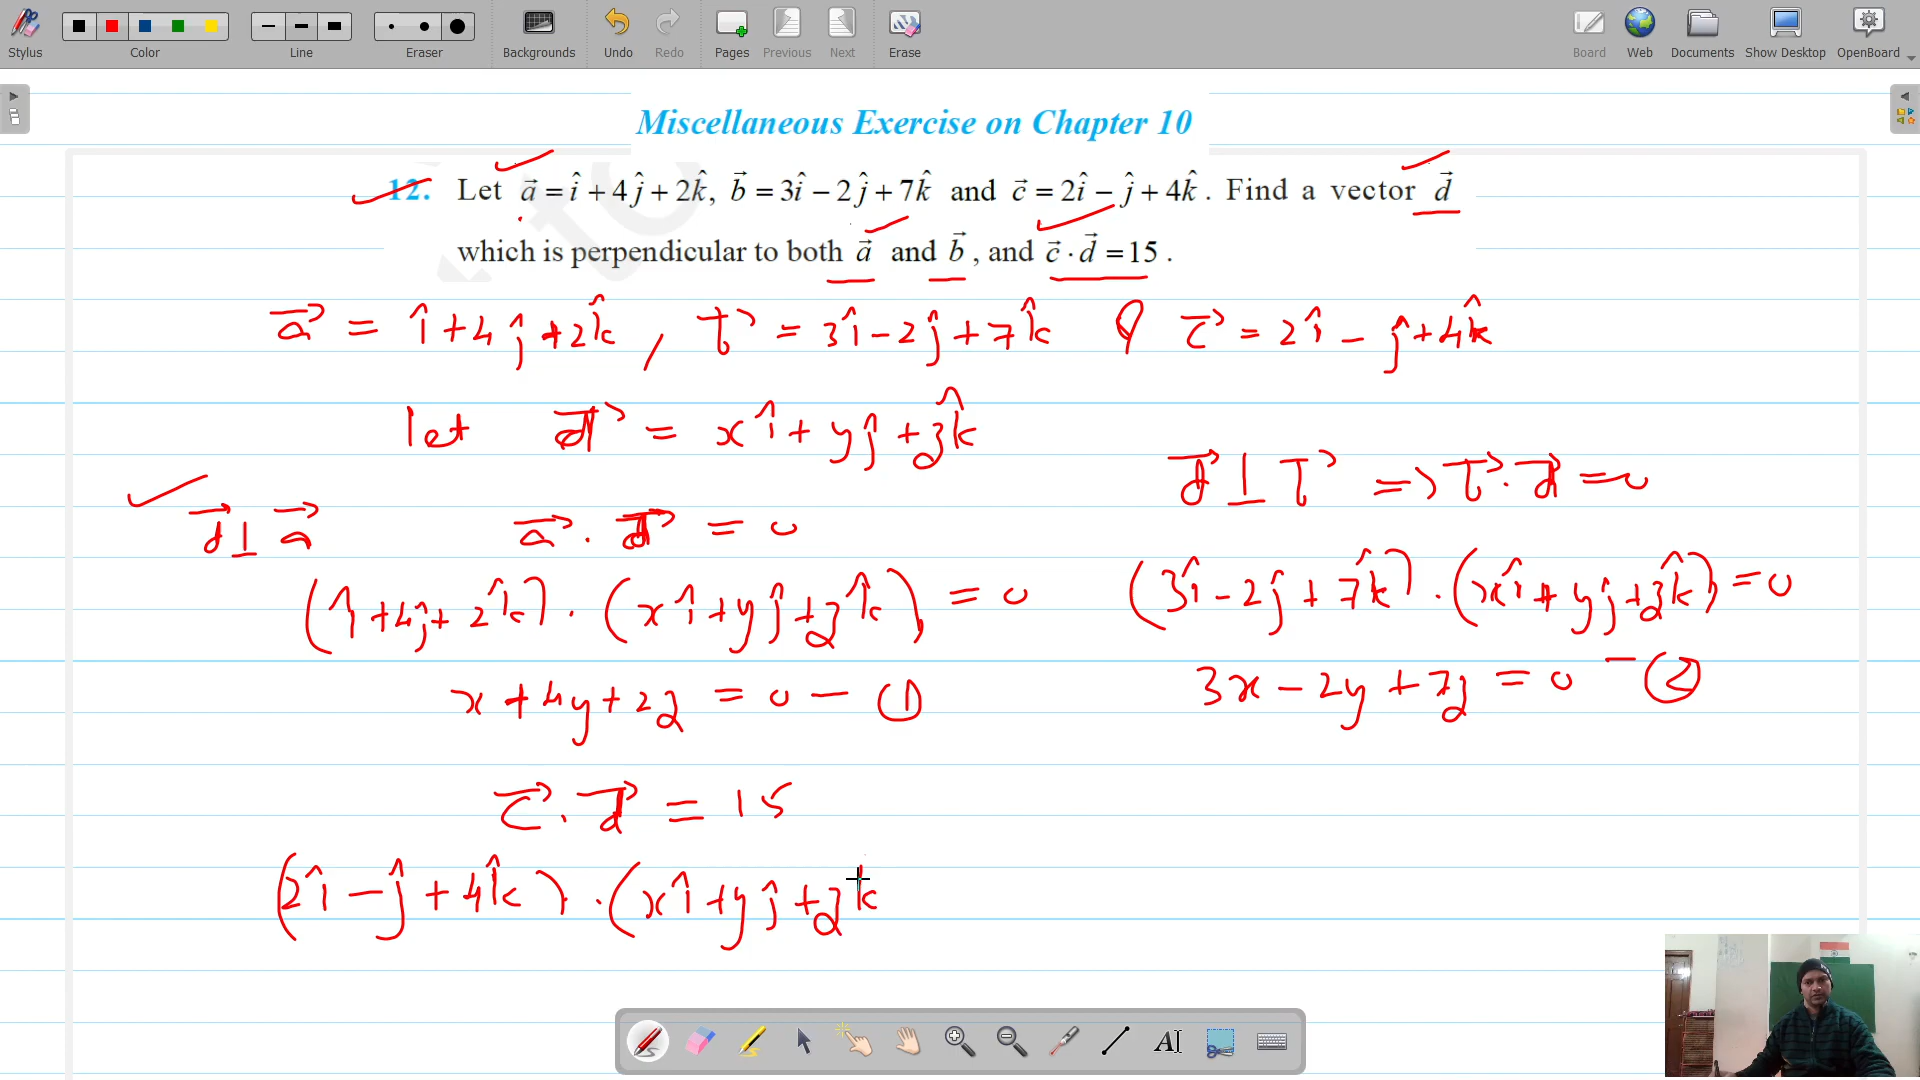 Stylus Color Line Eraser Backgrounds Undo Redo Pages Previous Next Erase Board Web Documents Show Desktop OpenBoard
Miscellaneous Exercise on Chapter 10
12. Let a⃗ = î + 4ĵ + 2k̂, b⃗ = 3î − 2ĵ + 7k̂ and c⃗ = 2î − ĵ + 4k̂ . Find a vector d⃗
which is perpendicular to both a⃗ and b⃗ , and c⃗ · d⃗ = 15 .
a⃗ = î + 4ĵ + 2k̂ , b⃗ = 3î − 2ĵ + 7k̂ & c⃗ = 2î − ĵ + 4k̂
let d⃗ = xî + yĵ + zk̂
d⃗ ⊥ b⃗ => b⃗ . d⃗ = 0
d⃗ ⊥ a⃗ a⃗ . d⃗ = 0
(î + 4ĵ + 2k̂) . (xî + yĵ + zk̂) = 0
(3î − 2ĵ + 7k̂) . (xî + yĵ + zk̂) = 0
x + 4y + 2z = 0 − ①
3x − 2y + 7z = 0 − ②
c⃗ . d⃗ = 15
(2î − ĵ + 4k̂) . (xî + yĵ + zk